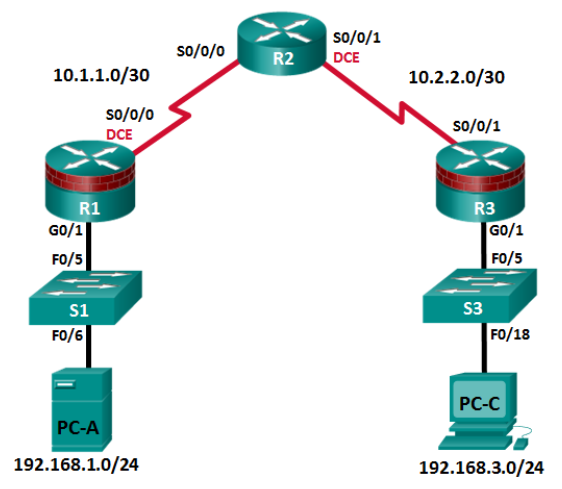 S0/0/0
R2
S0/0/1
DCE
10.1.1.0/30
10.2.2.0/30
S0/0/0
DCE
S0/0/1
R1
R3
G0/1
G0/1
F0/5
F0/5
S1
S3
F0/6
F0/18
PC-A
PC-C
192.168.1.0/24
192.168.3.0/24